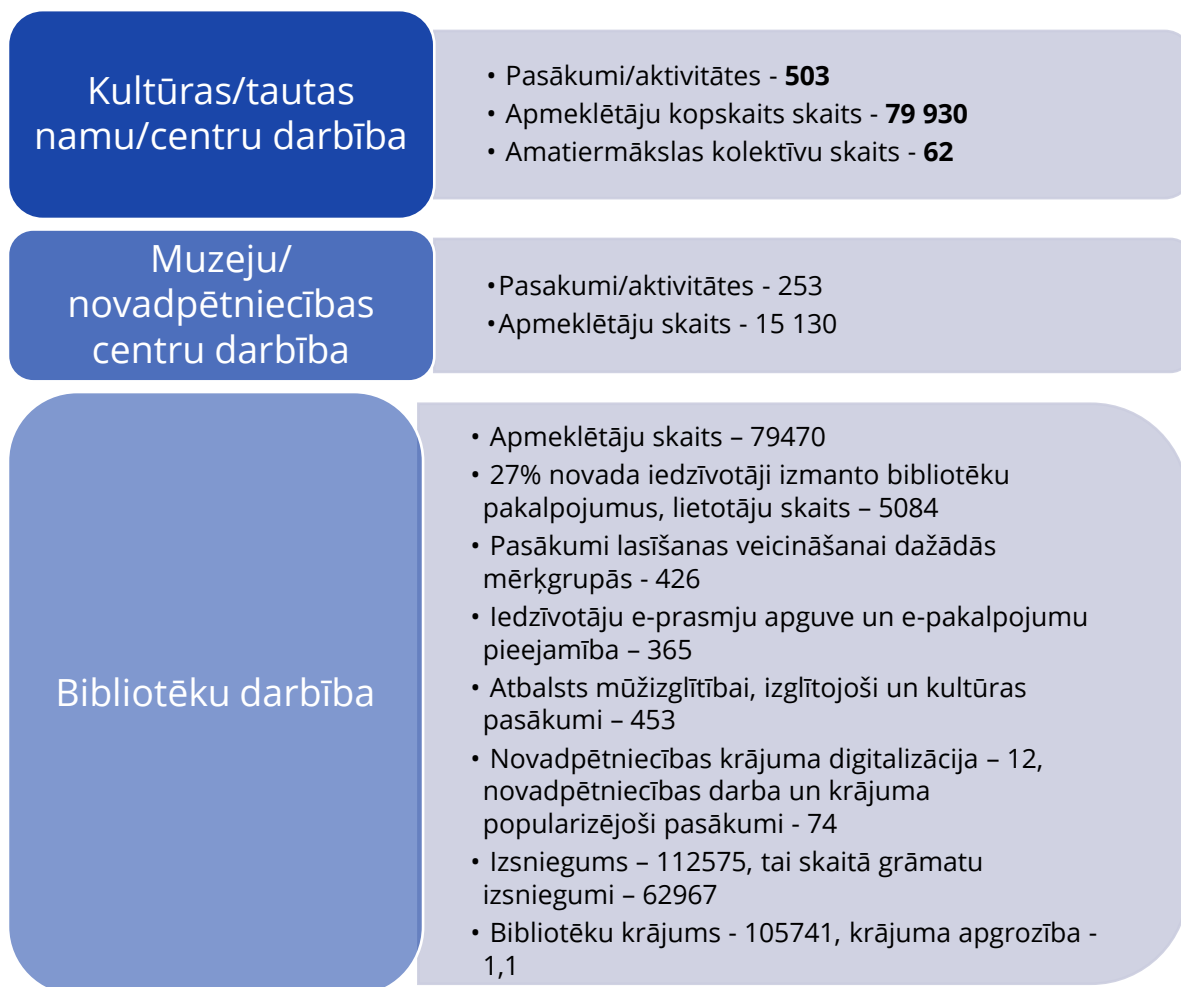 Kultūras/tautas
namu/centru darbība
• Pasākumi/aktivitātes - 503
• Apmeklētāju kopskaits skaits - 79 930
• Amatiermākslas kolektīvu skaits - 62
Muzeju/
novadpētniecības
centru darbība
•Pasakumi/aktivitātes - 253
•Apmeklētāju skaits - 15 130
Bibliotēku darbība
• Apmeklētāju skaits – 79470
• 27% novada iedzīvotāji izmanto bibliotēku
pakalpojumus, lietotāju skaits – 5084
• Pasākumi lasīšanas veicināšanai dažādās
mērķgrupās - 426
• Iedzīvotāju e-prasmju apguve un e-pakalpojumu
pieejamība – 365
• Atbalsts mūžizglītībai, izglītojoši un kultūras
pasākumi – 453
• Novadpētniecības krājuma digitalizācija – 12,
novadpētniecības darba un krājuma
popularizējoši pasākumi - 74
• Izsniegums – 112575, tai skaitā grāmatu
izsniegumi – 62967
• Bibliotēku krājums - 105741, krājuma apgrozība -
1,1